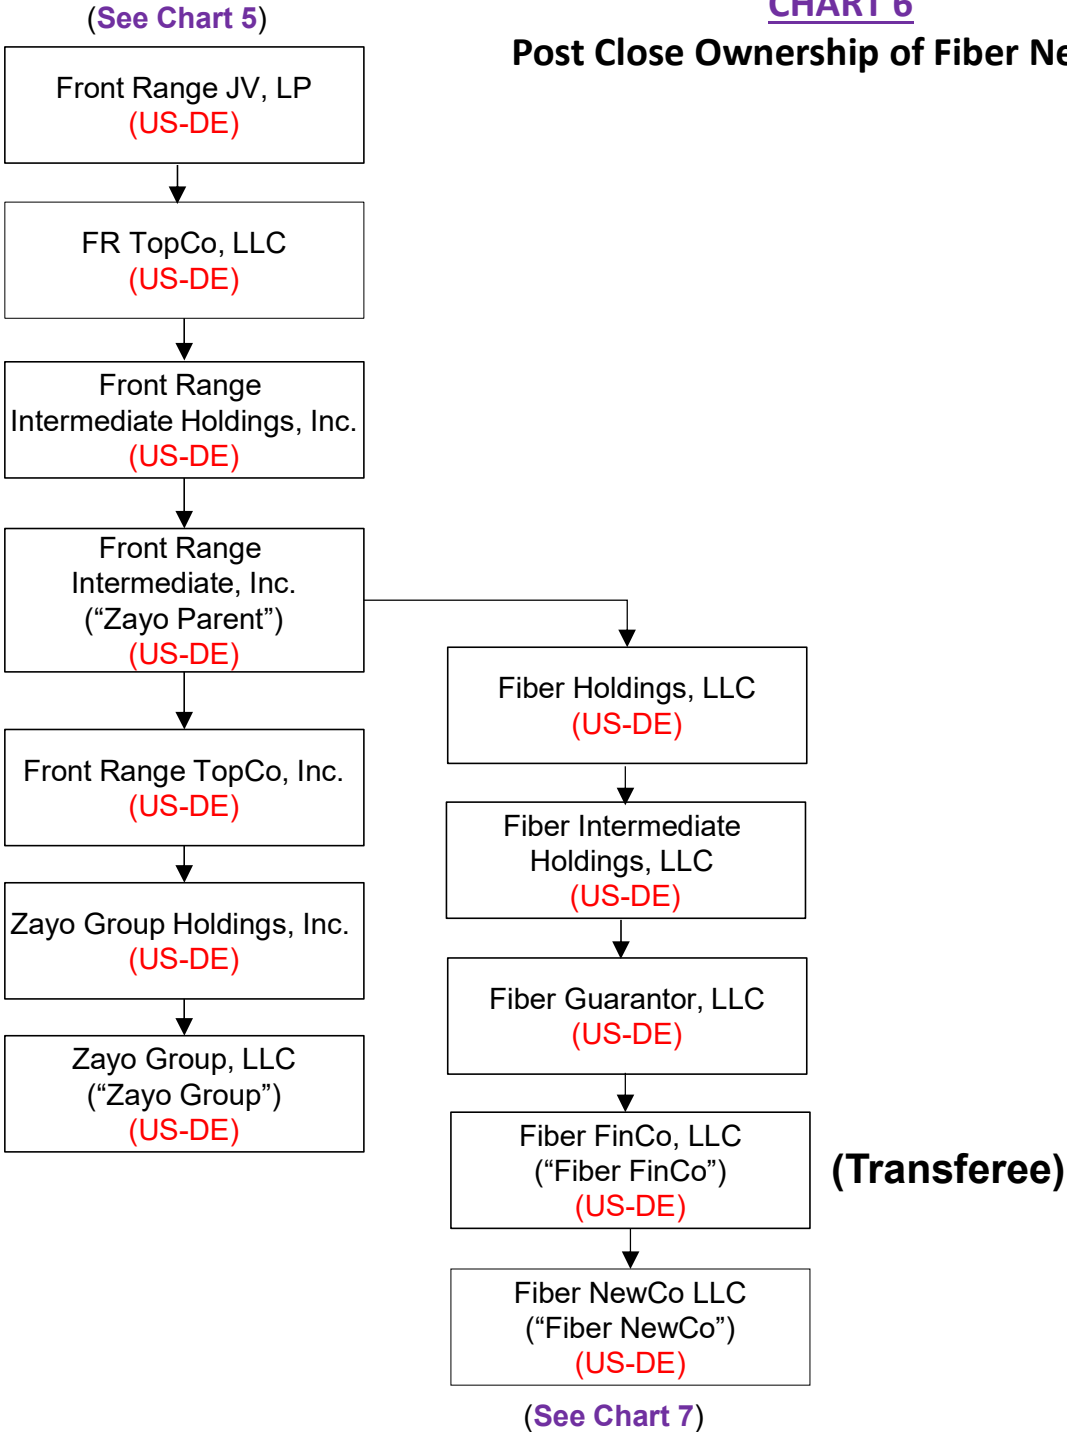 (See Chart 5)
CHART 6
Post Close Ownership of Fiber Ne
Front Range JV, LP
(US-DE)
FR TopCo, LLC
(US-DE)
Front Range
Intermediate Holdings, Inc.
(US-DE)
Front Range
Intermediate, Inc.
(“Zayo Parent”)
(US-DE)
Front Range TopCo, Inc.
(US-DE)
Zayo Group Holdings, Inc.
(US-DE)
Zayo Group, LLC
(“Zayo Group”)
(US-DE)
Fiber Holdings, LLC
(US-DE)
Fiber Intermediate
Holdings, LLC
(US-DE)
Fiber Guarantor, LLC
(US-DE)
Fiber FinCo, LLC
(“Fiber FinCo”)
(US-DE)
(Transferee)
Fiber NewCo LLC
(“Fiber NewCo”)
(US-DE)
(See Chart 7)